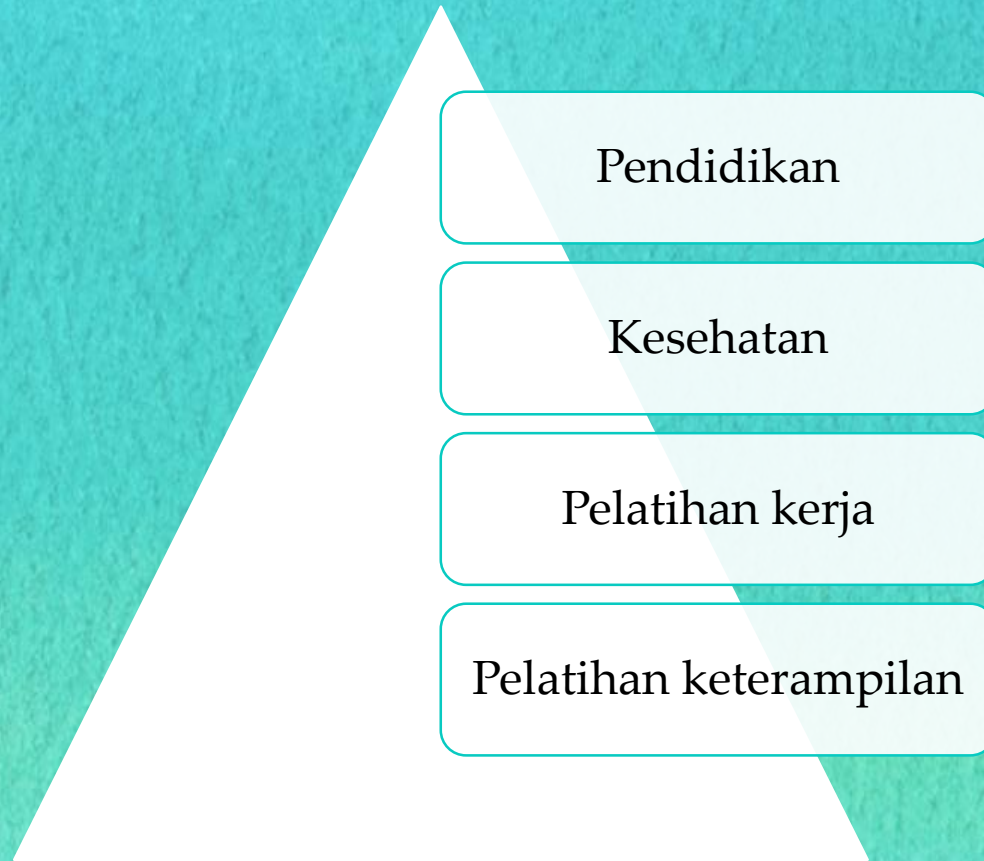 Pendidikan
Kesehatan
Pelatihan kerja
Pelatihan keterampilan